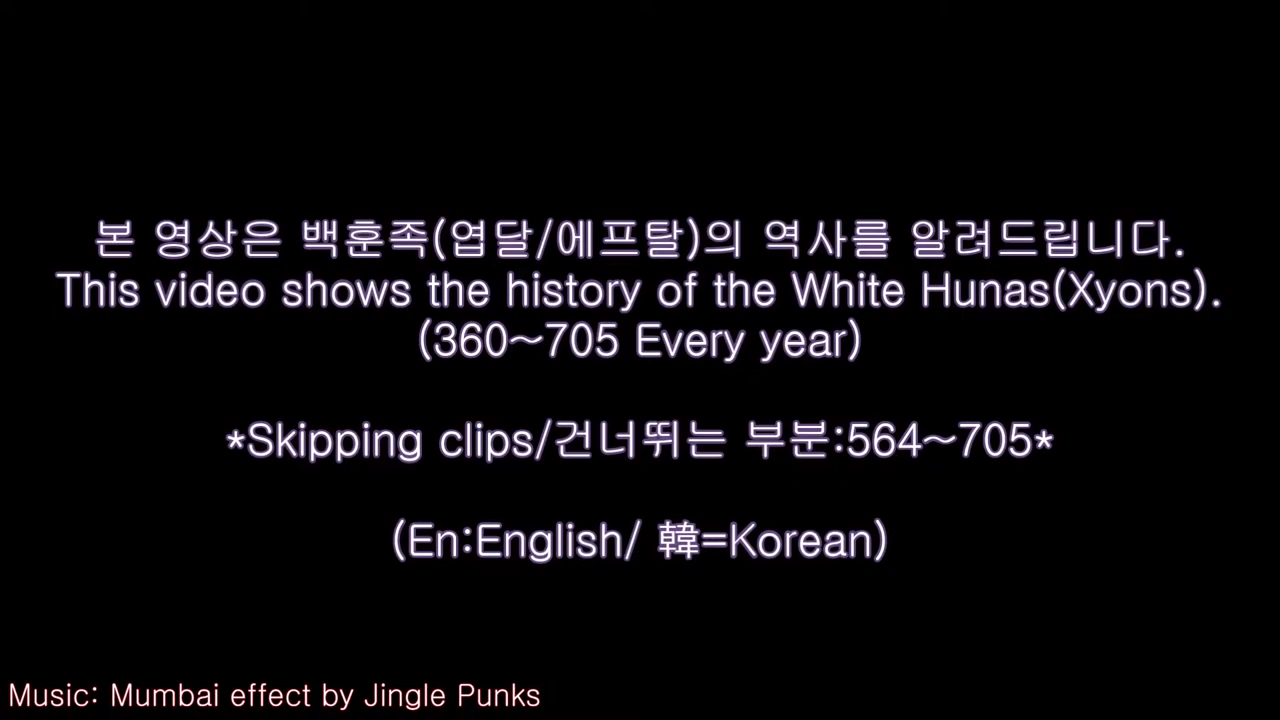 본 영상은 백훈족(엽달/에프탈)의 역사를 알려드립니다.
This video shows the history of the White Hunas(Xyons).
(360~705 Every year)
*Skipping clips/건너뛰는 부분:564~705*
(En:English/ 韓=Korean)
Music: Mumbai effect by Jingle Punks